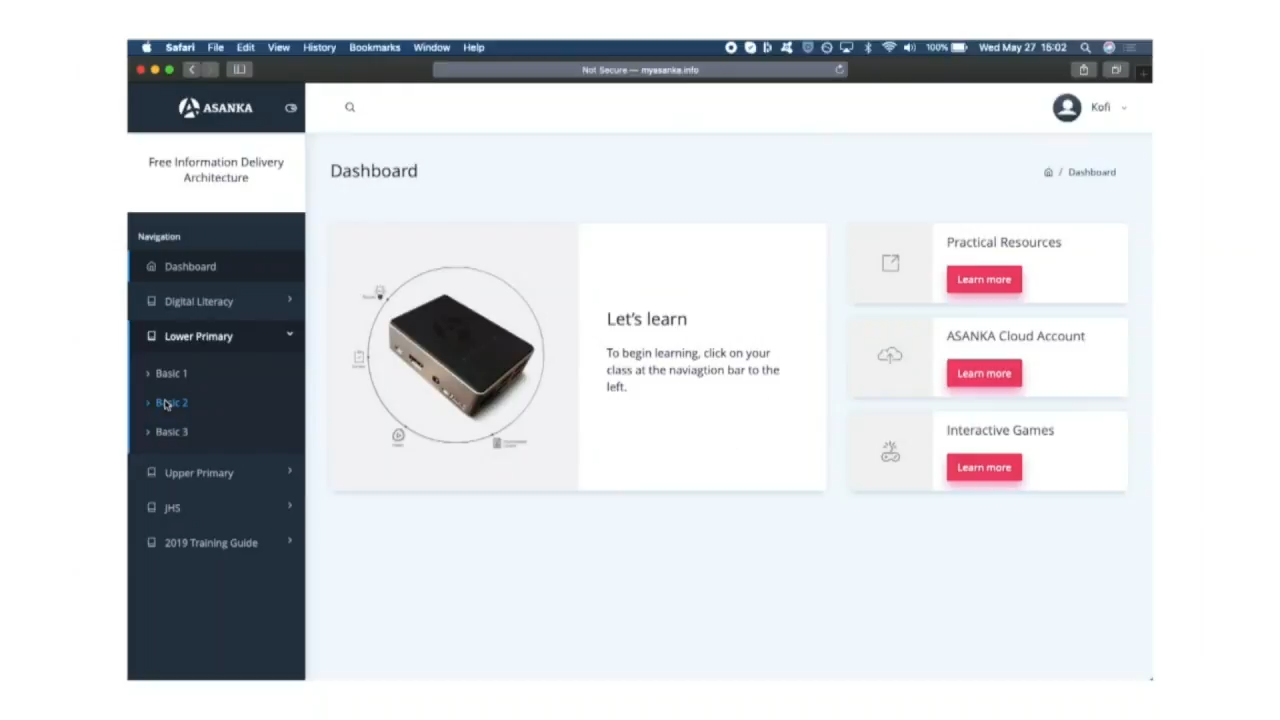 Safari File Edit View History Bookmarks Window Help
100% Wed May 27 15:02
Not Secure — myasanka.info
ASANKA
Kofi
Free Information Delivery
Architecture
Dashboard
/ Dashboard
Navigation
Dashboard
Digital Literacy
Lower Primary
Basic 1
Basic 2
Basic 3
Upper Primary
JHS
2019 Training Guide
Let's learn
To begin learning, click on your
class at the naviagtion bar to the
left.
Practical Resources
Learn more
ASANKA Cloud Account
Learn more
Interactive Games
Learn more